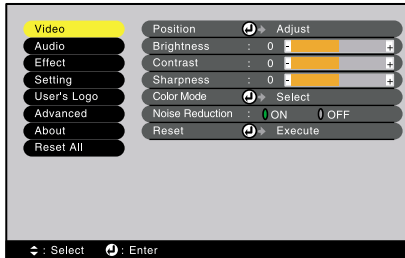 Video
Audio
Effect
Setting
User's Logo
Advanced
About
Reset All
Position Adjust
Brightness : 0 - +
Contrast : 0 - +
Sharpness : 0 - +
Color Mode Select
Noise Reduction : ON OFF
Reset Execute
: Select : Enter